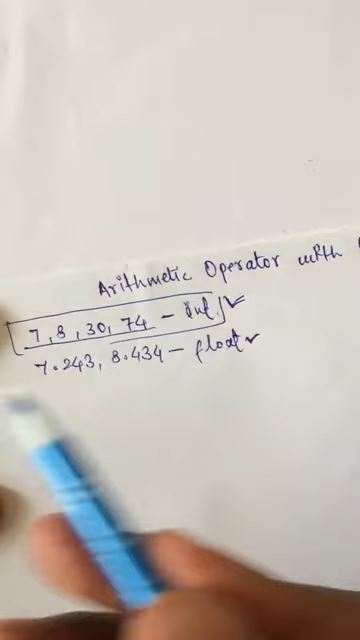 Arithmetic Operator with
7, 8, 30, 74 - int
7.243, 8.434 - float